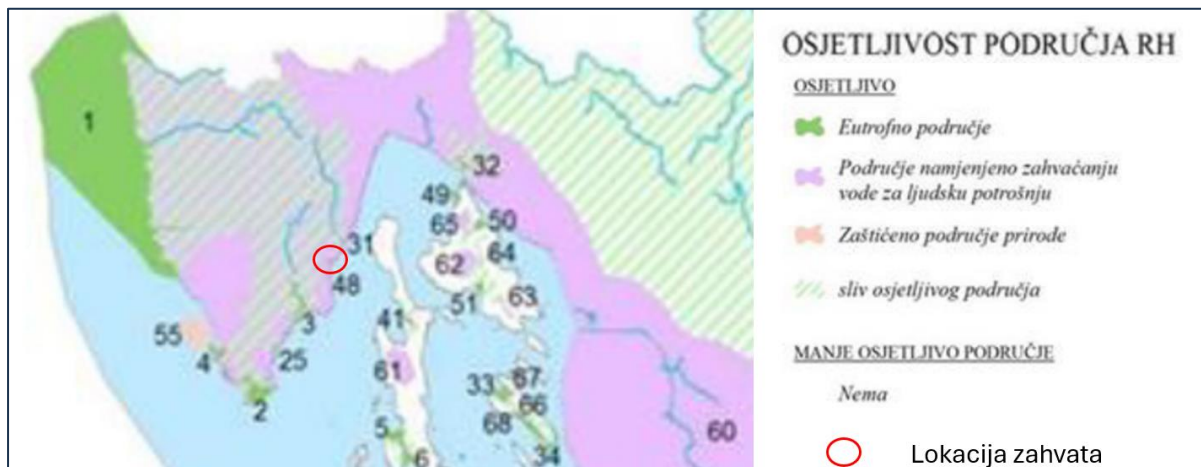 1
32
49
50
65
31
64
62
48
51
63
3
41
55
4
25
61
33
67
2
66
68
60
5
6
34
OSJETLJIVOST PODRUČJA RH
OSJETLJIVO
Eutrofno područje
Područje namjenjeno zahvaćanju
vode za ljudsku potrošnju
Zaštićeno područje prirode
sliv osjetljivog područja
MANJE OSJETLJIVO PODRUČJE
Nema
Lokacija zahvata